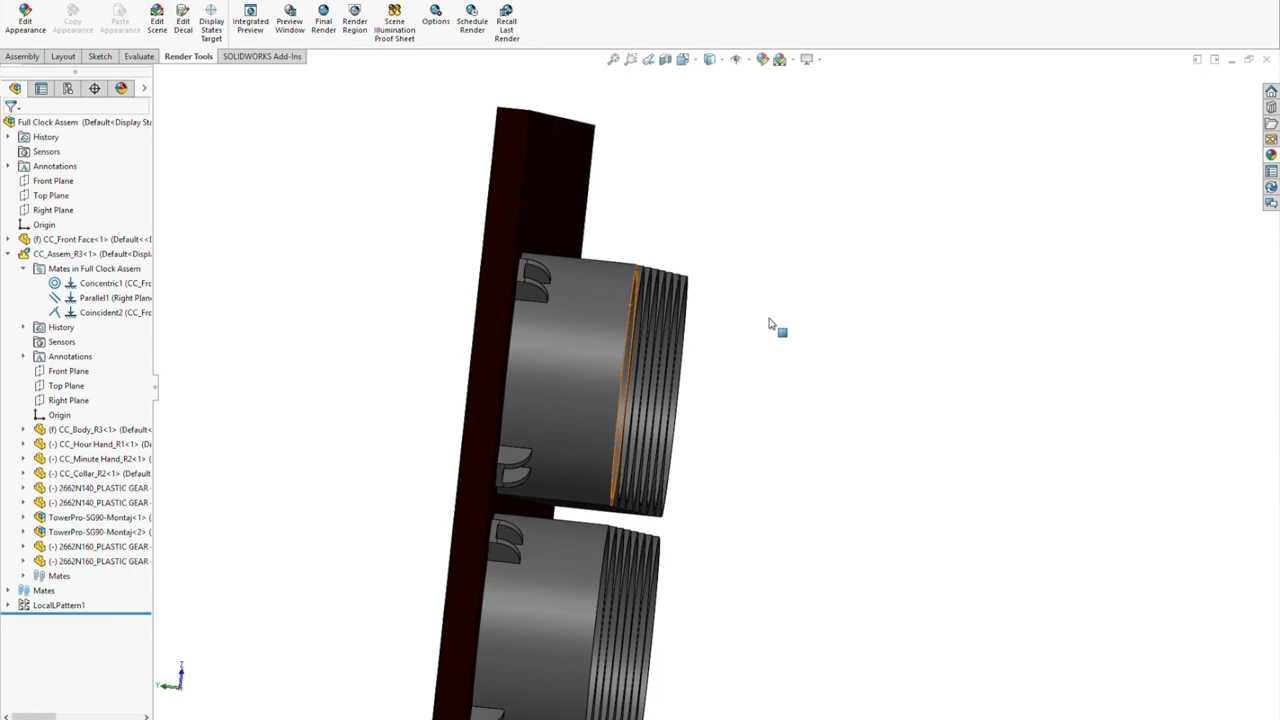 Edit Appearance
Copy Appearance
Paste Appearance
Edit Scene
Edit Decal
Display States Target
Integrated Preview
Preview Window
Final Render
Render Region
Scene Illumination Proof Sheet
Options
Schedule Render
Recall Last Render
Assembly Layout Sketch Evaluate Render Tools SOLIDWORKS Add-Ins
Full Clock Assem (Default<Display Sta
History
Sensors
Annotations
Front Plane
Top Plane
Right Plane
Origin
(f) CC_Front Face<1> (Default<<D
CC_Assem_R3<1> (Default<Displ
Mates in Full Clock Assem
Concentric1 (CC_Fro
Parallel1 (Right Plan
Coincident2 (CC_Fro
History
Sensors
Annotations
Front Plane
Top Plane
Right Plane
Origin
(f) CC_Body_R3<1> (Default<
(-) CC_Hour Hand_R1<1> (De
(-) CC_Minute Hand_R2<1> (
(-) CC_Collar_R2<1> (Default
(-) 2662N140_PLASTIC GEAR -
(-) 2662N140_PLASTIC GEAR -
TowerPro-SG90-Montaj<1> (
TowerPro-SG90-Montaj<2> (
(-) 2662N160_PLASTIC GEAR -
(-) 2662N160_PLASTIC GEAR -
Mates
Mates
LocalLPattern1
Z
Y